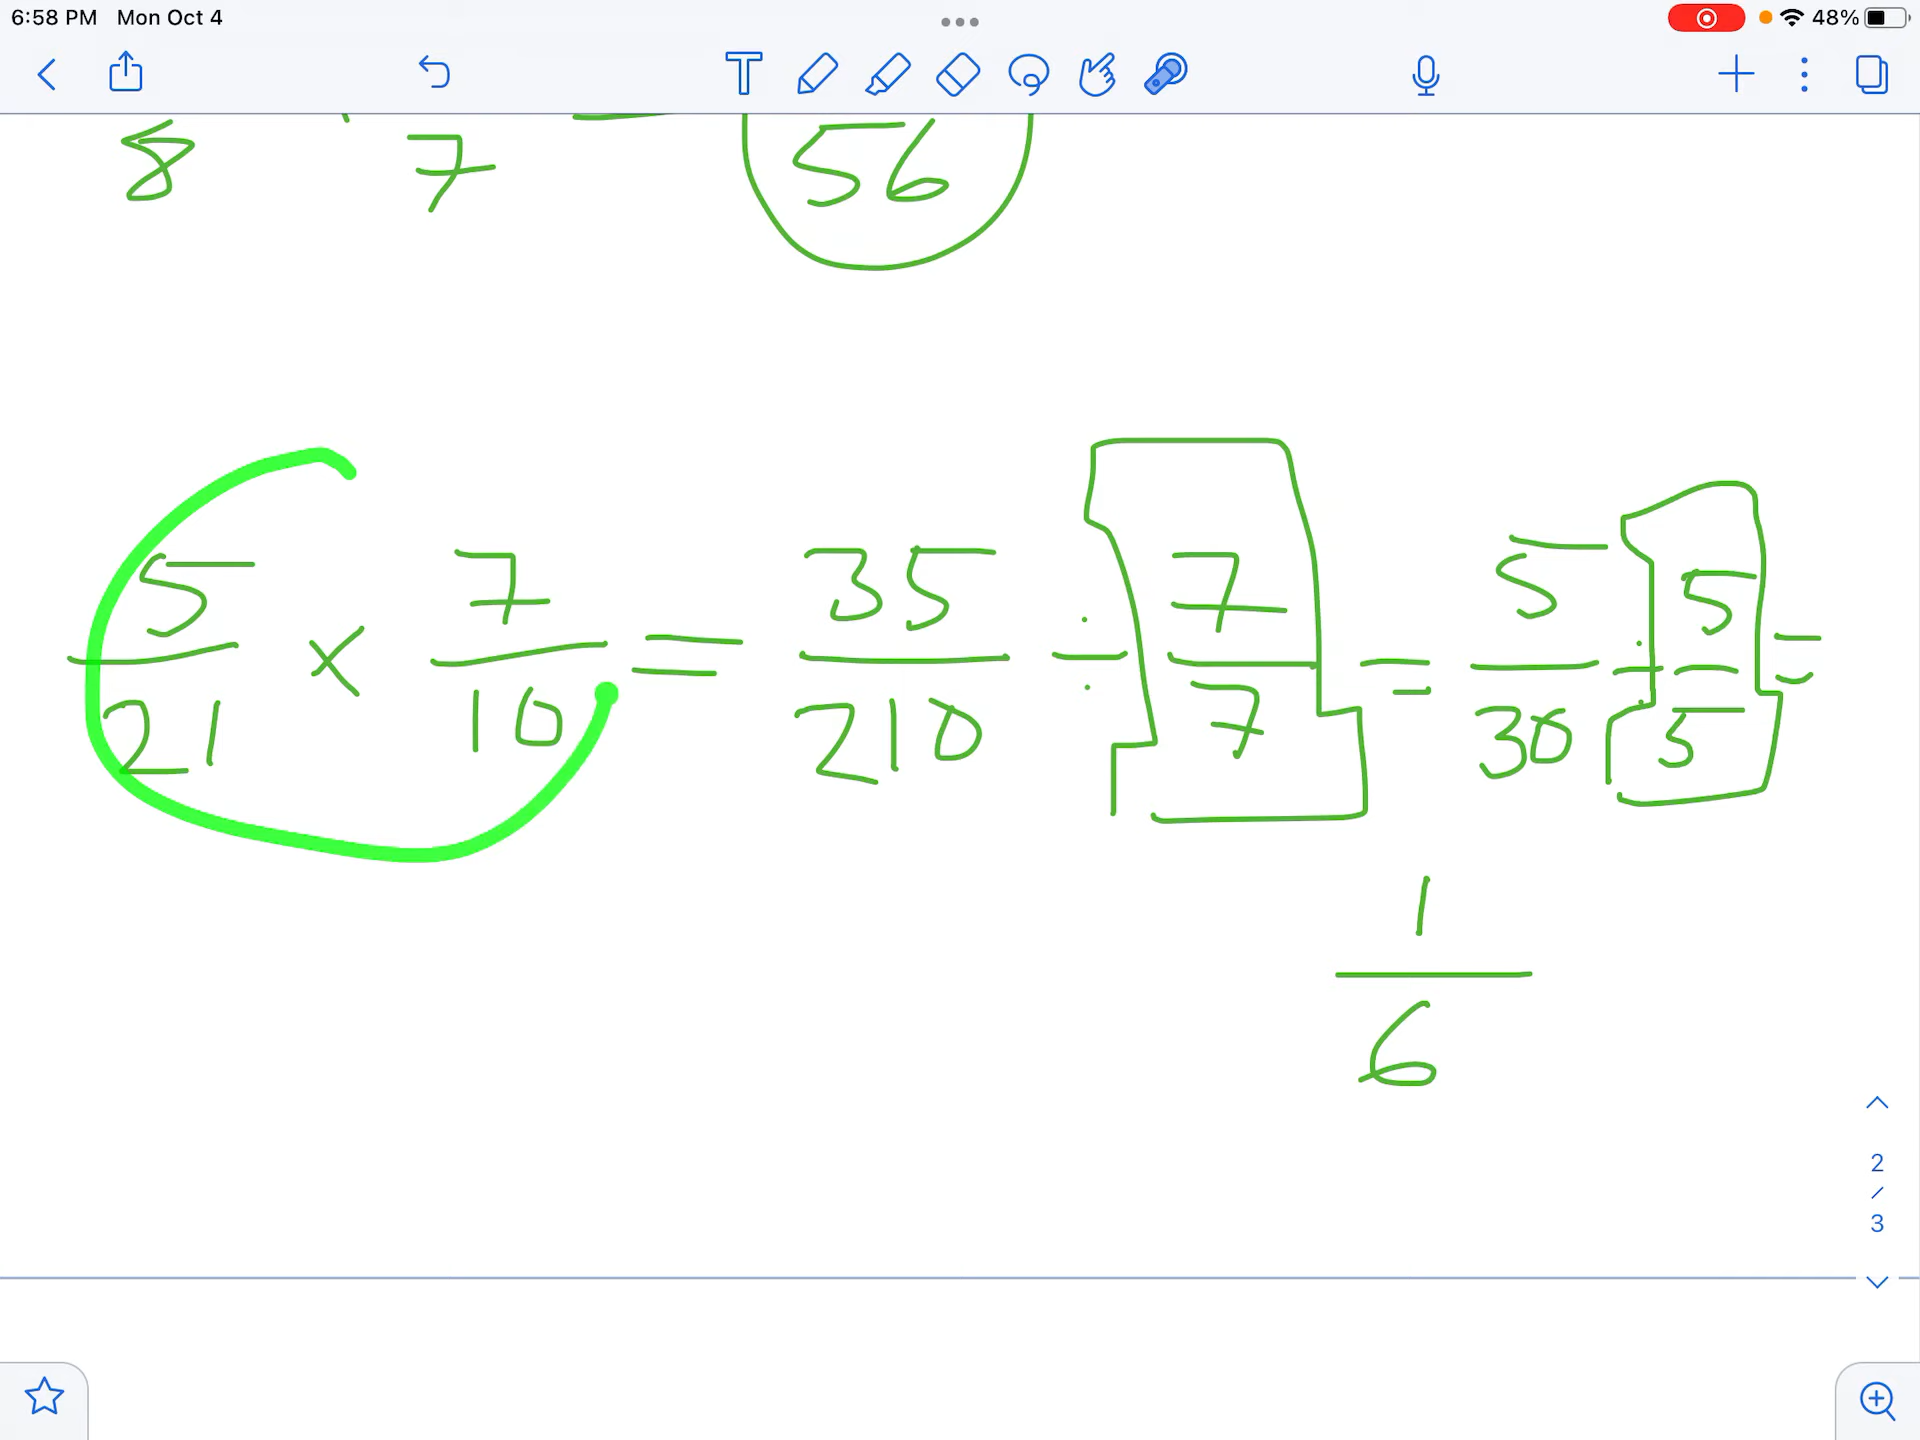 6:58 PM Mon Oct 4 48%
T
8 7 56
5/21 × 7/10 = 35/210 ÷ 7/7 = 5/30 ÷ 5/5 =
1/6
2
/
3